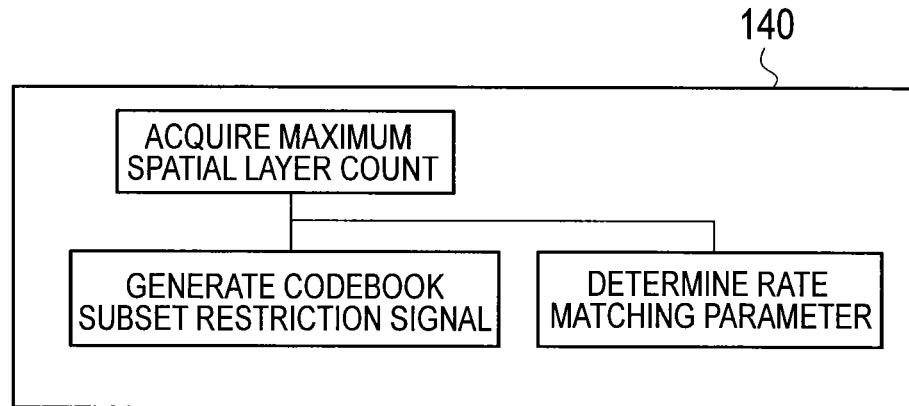 140
ACQUIRE MAXIMUM
SPATIAL LAYER COUNT
GENERATE CODEBOOK
SUBSET RESTRICTION SIGNAL
DETERMINE RATE
MATCHING PARAMETER